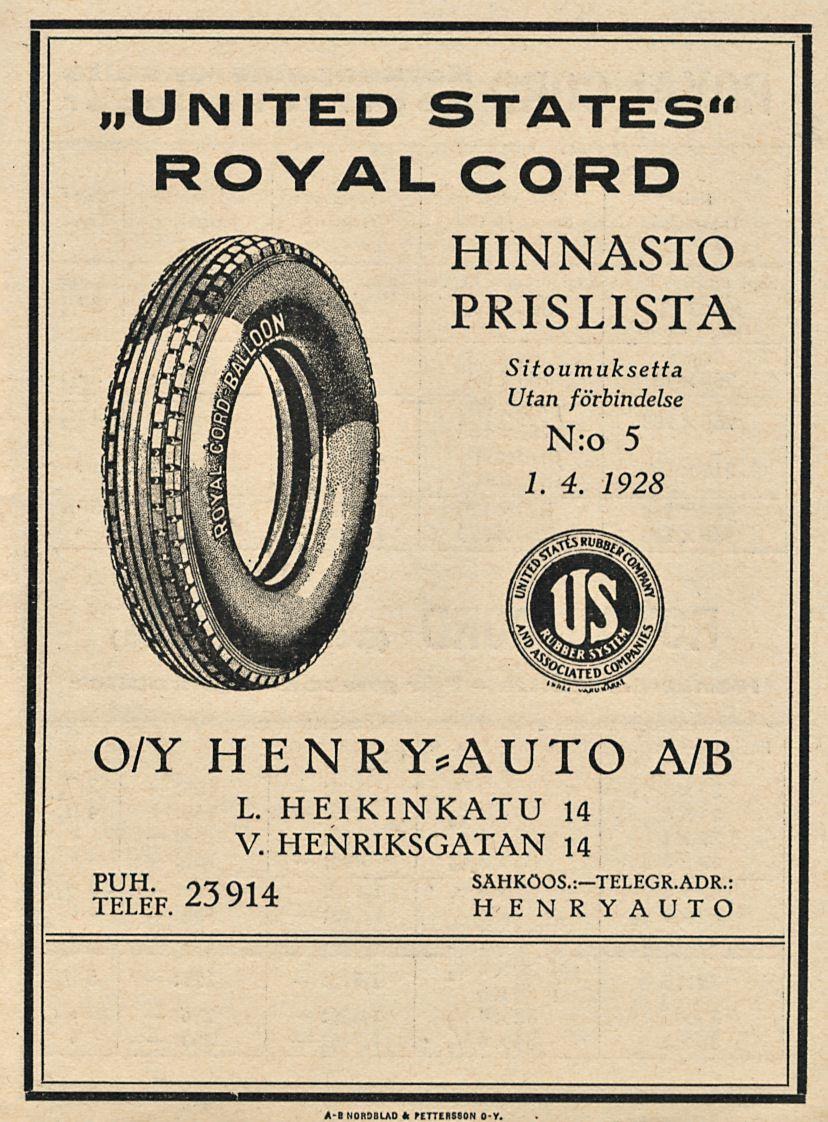 „UNITED STATES“
ROYAL CORD
HINNASTO
PRISLISTA
Sitoumuksetta
Utan förbindelse
N:o 5
1. 4. 1928
ROYAL CORD BALLOON
UNITED STATES RUBBER COMPANY
AND ASSOCIATED COMPANIES
US
RUBBER SYSTEM
O/Y HENRY-AUTO A/B
L. HEIKINKATU 14
V. HENRIKSGATAN 14
PUH.
TELEF. 23914
SÄHKÖOS.:—TELEGR.ADR.:
HENRYAUTO
A-B NORDBLAD & PETTERSSON O-Y.